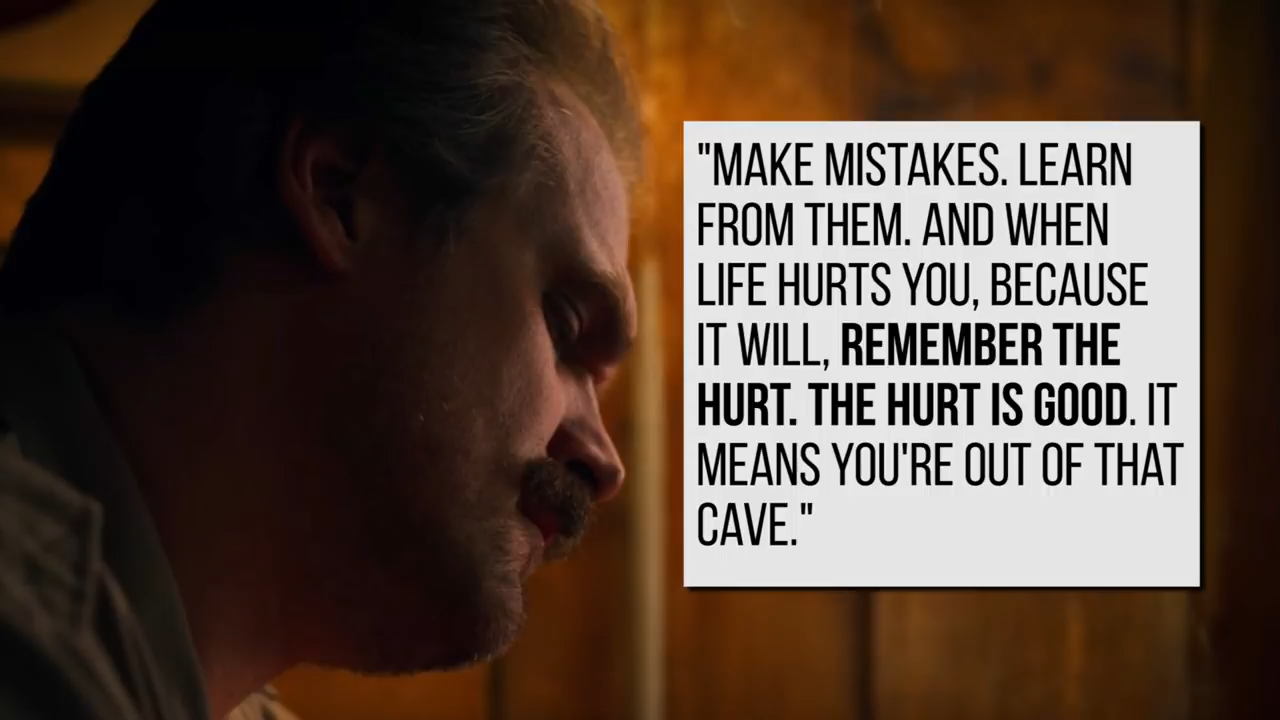 "MAKE MISTAKES. LEARN
FROM THEM. AND WHEN
LIFE HURTS YOU, BECAUSE
IT WILL, REMEMBER THE
HURT. THE HURT IS GOOD. IT
MEANS YOU'RE OUT OF THAT
CAVE."